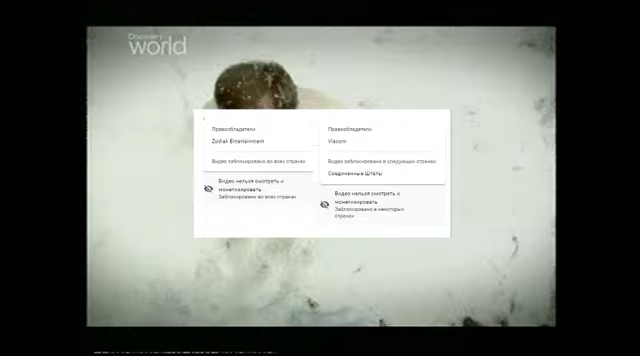 Discovery
world
Правообладатели
Zodiak Entertainment
Видео заблокировано во всех странах
Видео нельзя смотреть и
монетизировать
Заблокировано во всех странах
Правообладатели
Viacom
Видео заблокировано в следующих странах
Соединенные Штаты
Видео нельзя смотреть и
монетизировать
Заблокировано в некоторых
странах